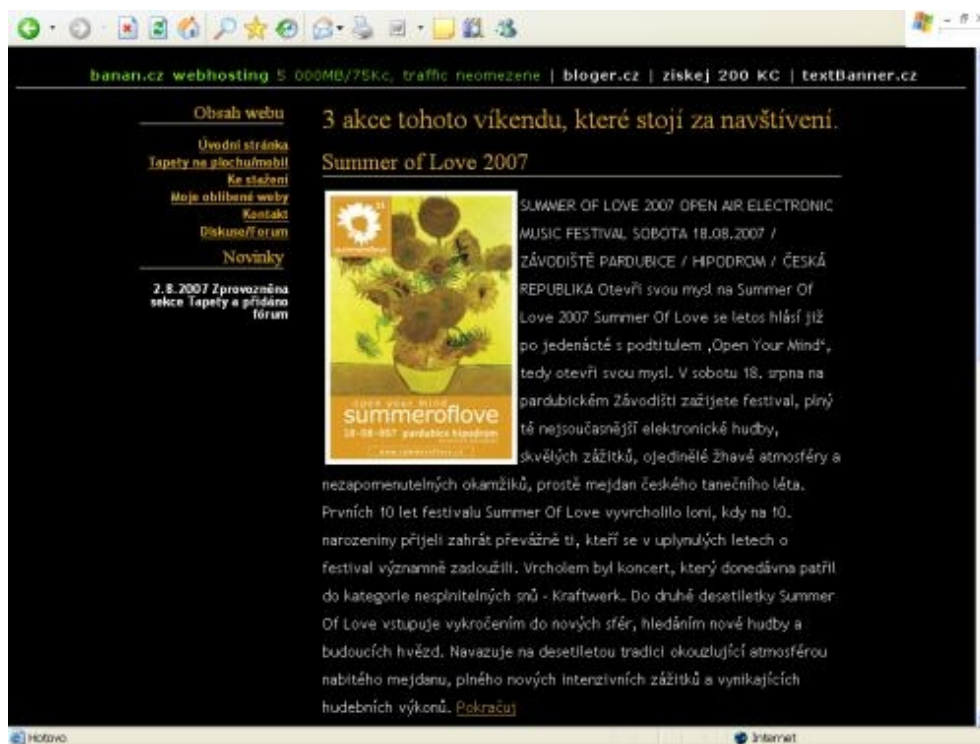 banan.cz webhosting 5 000MB/75Kc, traffic neomezene | bloger.cz | ziskej 200 KC | textBanner.cz
Obsah webu
Úvodní stránka
Tapety na plochu/mobil
Ke stažení
Moje oblíbené weby
Kontakt
Diskuse/Forum
Novinky
2.8.2007 Zprovozněna
sekce Tapety a přidáno
fórum
3 akce tohoto víkendu, které stojí za navštívení.
Summer of Love 2007
summeroflove
open your mind
summeroflove
18-08-007 pardubice hipodrom
www.summeroflove.cz
SUMMER OF LOVE 2007 OPEN AIR ELECTRONIC
MUSIC FESTIVAL SOBOTA 18.08.2007 /
ZÁVODIŠTĚ PARDUBICE / HIPODROM / ČESKÁ
REPUBLIKA Otevři svou mysl na Summer Of
Love 2007 Summer Of Love se letos hlásí již
po jedenácté s podtitulem „Open Your Mind“,
tedy otevři svou mysl. V sobotu 18. srpna na
pardubickém Závodišti zažijete festival, plný
té nejsoučasnější elektronické hudby,
skvělých zážitků, ojedinělé žhavé atmosféry a
nezapomenutelných okamžiků, prostě mejdan českého tanečního léta.
Prvních 10 let festivalu Summer Of Love vyvrcholilo loni, kdy na 10.
narozeniny přijeli zahrát převážně ti, kteří se v uplynulých letech o
festival významně zasloužili. Vrcholem byl koncert, který donedávna patřil
do kategorie nesplnitelných snů - Kraftwerk. Do druhé desetiletky Summer
Of Love vstupuje vykročením do nových sfér, hledáním nové hudby a
budoucích hvězd. Navazuje na desetiletou tradici okouzlující atmosférou
nabitého mejdanu, plného nových intenzivních zážitků a vynikajících
hudebních výkonů. Pokračuj
Hotovo
Internet